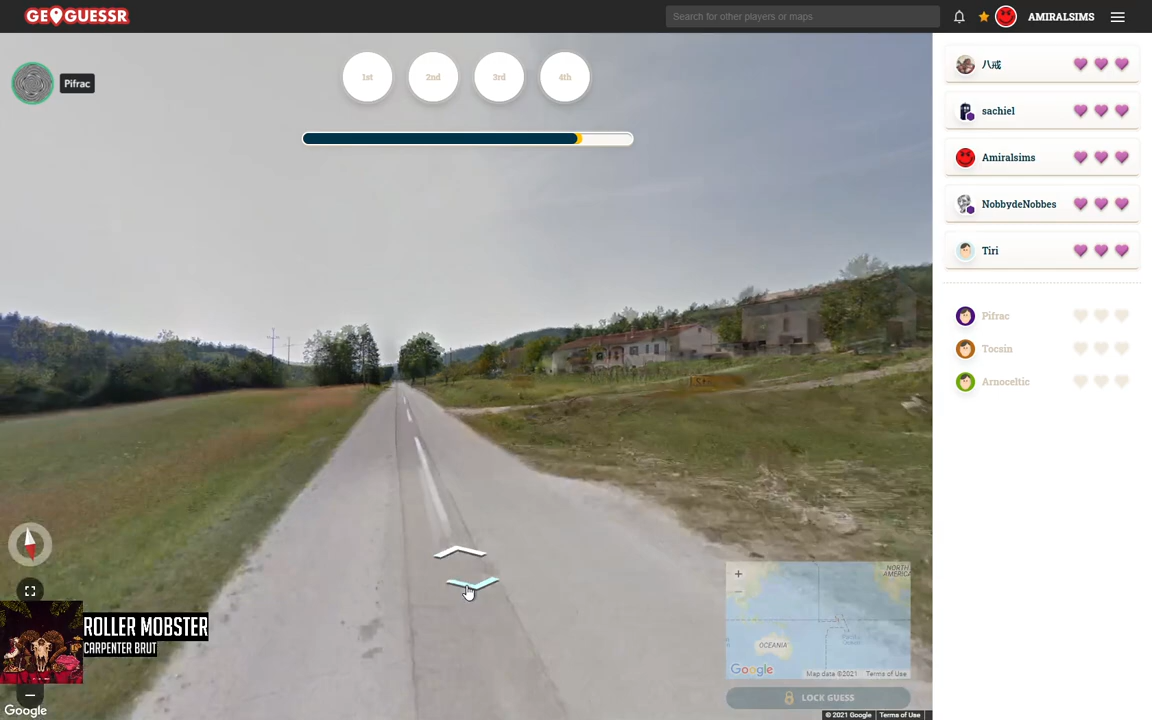 GEOGUESSR
Search for other players or maps
AMIRALSIMS
Pifrac
1st
2nd
3rd
4th
八戒
sachiel
Amiralsims
NobbydeNobbes
Tiri
Pifrac
Tocsin
Arnoceltic
ROLLER MOBSTER
CARPENTER BRUT
NORTH
AMERICA
OCEANIA
Google
Map data ©2021
Terms of Use
LOCK GUESS
Google
© 2021 Google
Terms of Use